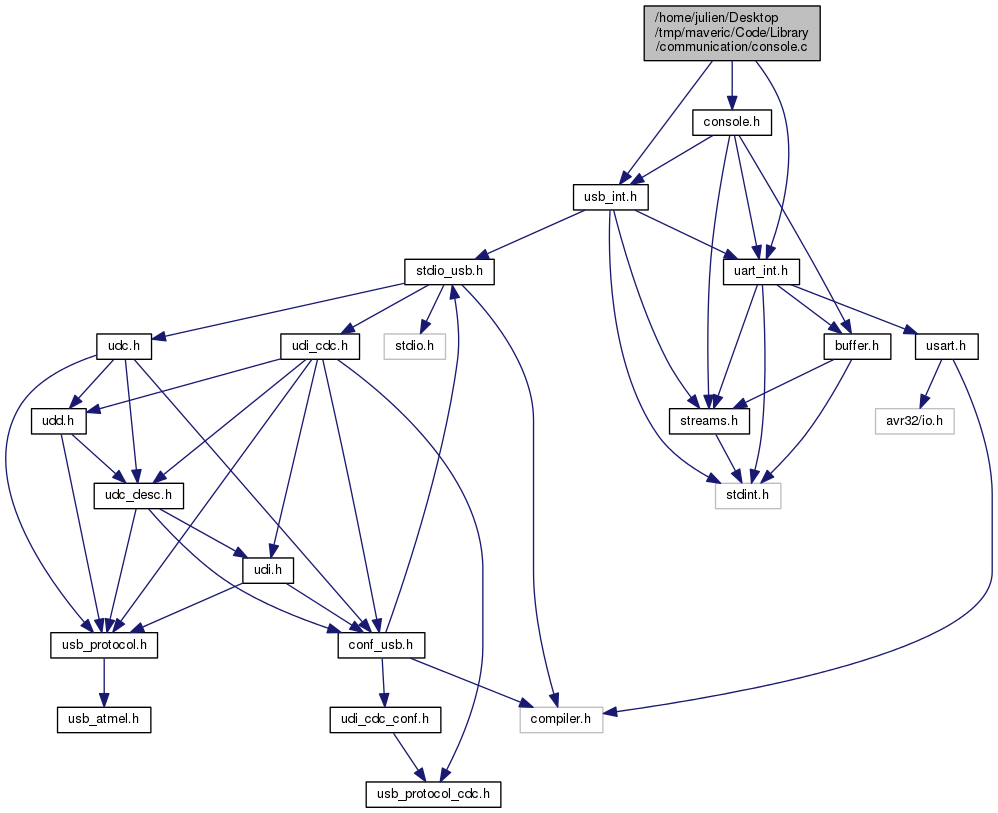 /home/julien/Desktop
/tmp/maveric/Code/Library
/communication/console.c
console.h
usb_int.h
stdio_usb.h
uart_int.h
udc.h
udi_cdc.h
stdio.h
buffer.h
usart.h
udd.h
streams.h
avr32/io.h
udc_desc.h
stdint.h
udi.h
usb_protocol.h
conf_usb.h
usb_atmel.h
udi_cdc_conf.h
compiler.h
usb_protocol_cdc.h